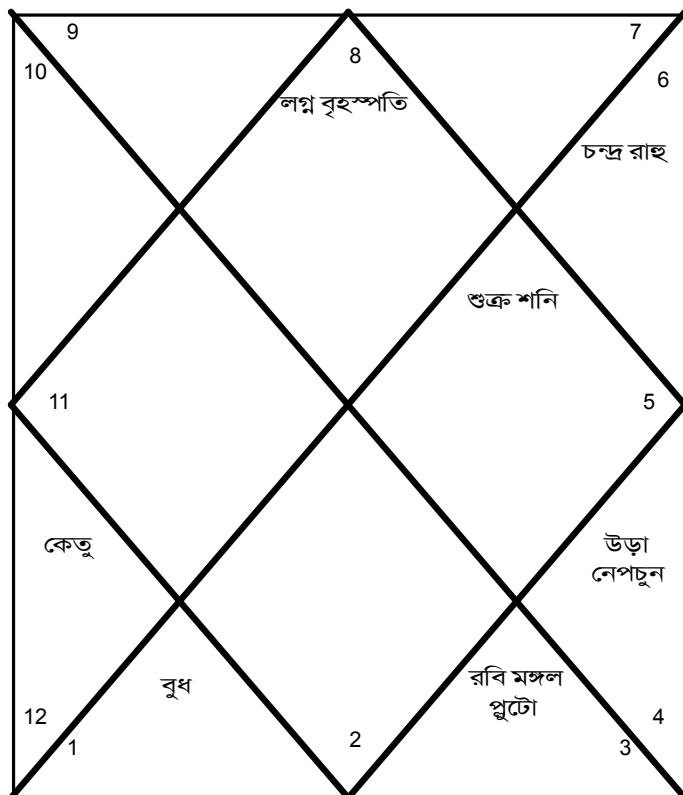 9
8
7
10
6
লগ্ন বৃহস্পতি
চন্দ্র রাহু
শুক্র শনি
11
5
কেতু
উড়া
নেপচুন
বুধ
রবি মঙ্গল
প্লুটো
12
4
1
2
3